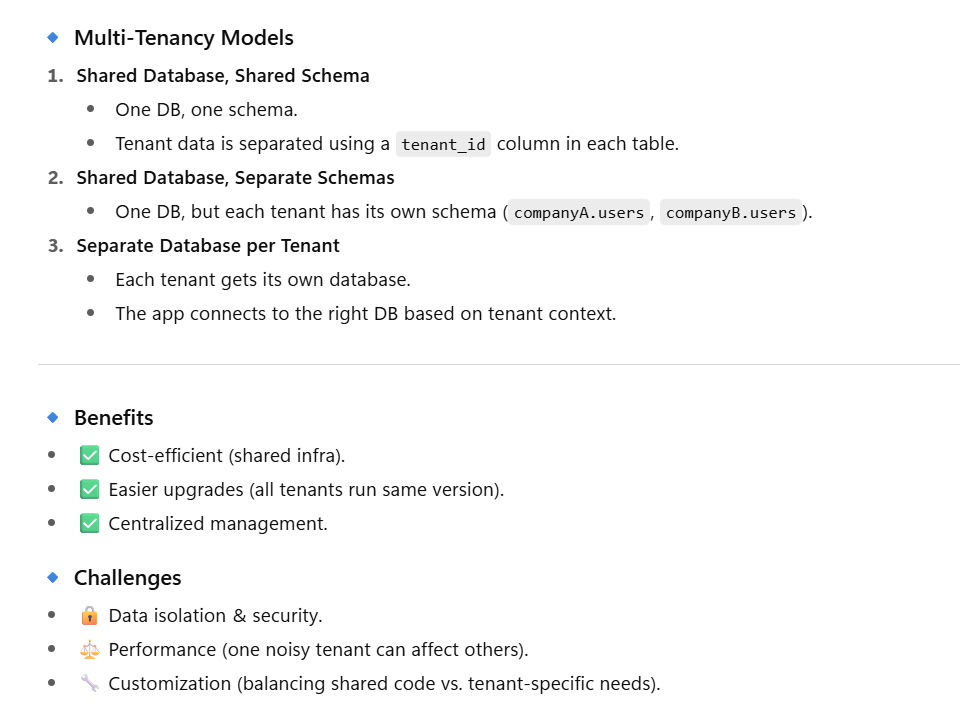 Multi-Tenancy Models
1. Shared Database, Shared Schema
• One DB, one schema.
• Tenant data is separated using a tenant_id column in each table.
2. Shared Database, Separate Schemas
• One DB, but each tenant has its own schema (companyA.users, companyB.users).
3. Separate Database per Tenant
• Each tenant gets its own database.
• The app connects to the right DB based on tenant context.
Benefits
• ✅ Cost-efficient (shared infra).
• ✅ Easier upgrades (all tenants run same version).
• ✅ Centralized management.
Challenges
• 🔒 Data isolation & security.
• ⚖️ Performance (one noisy tenant can affect others).
• 🔧 Customization (balancing shared code vs. tenant-specific needs).